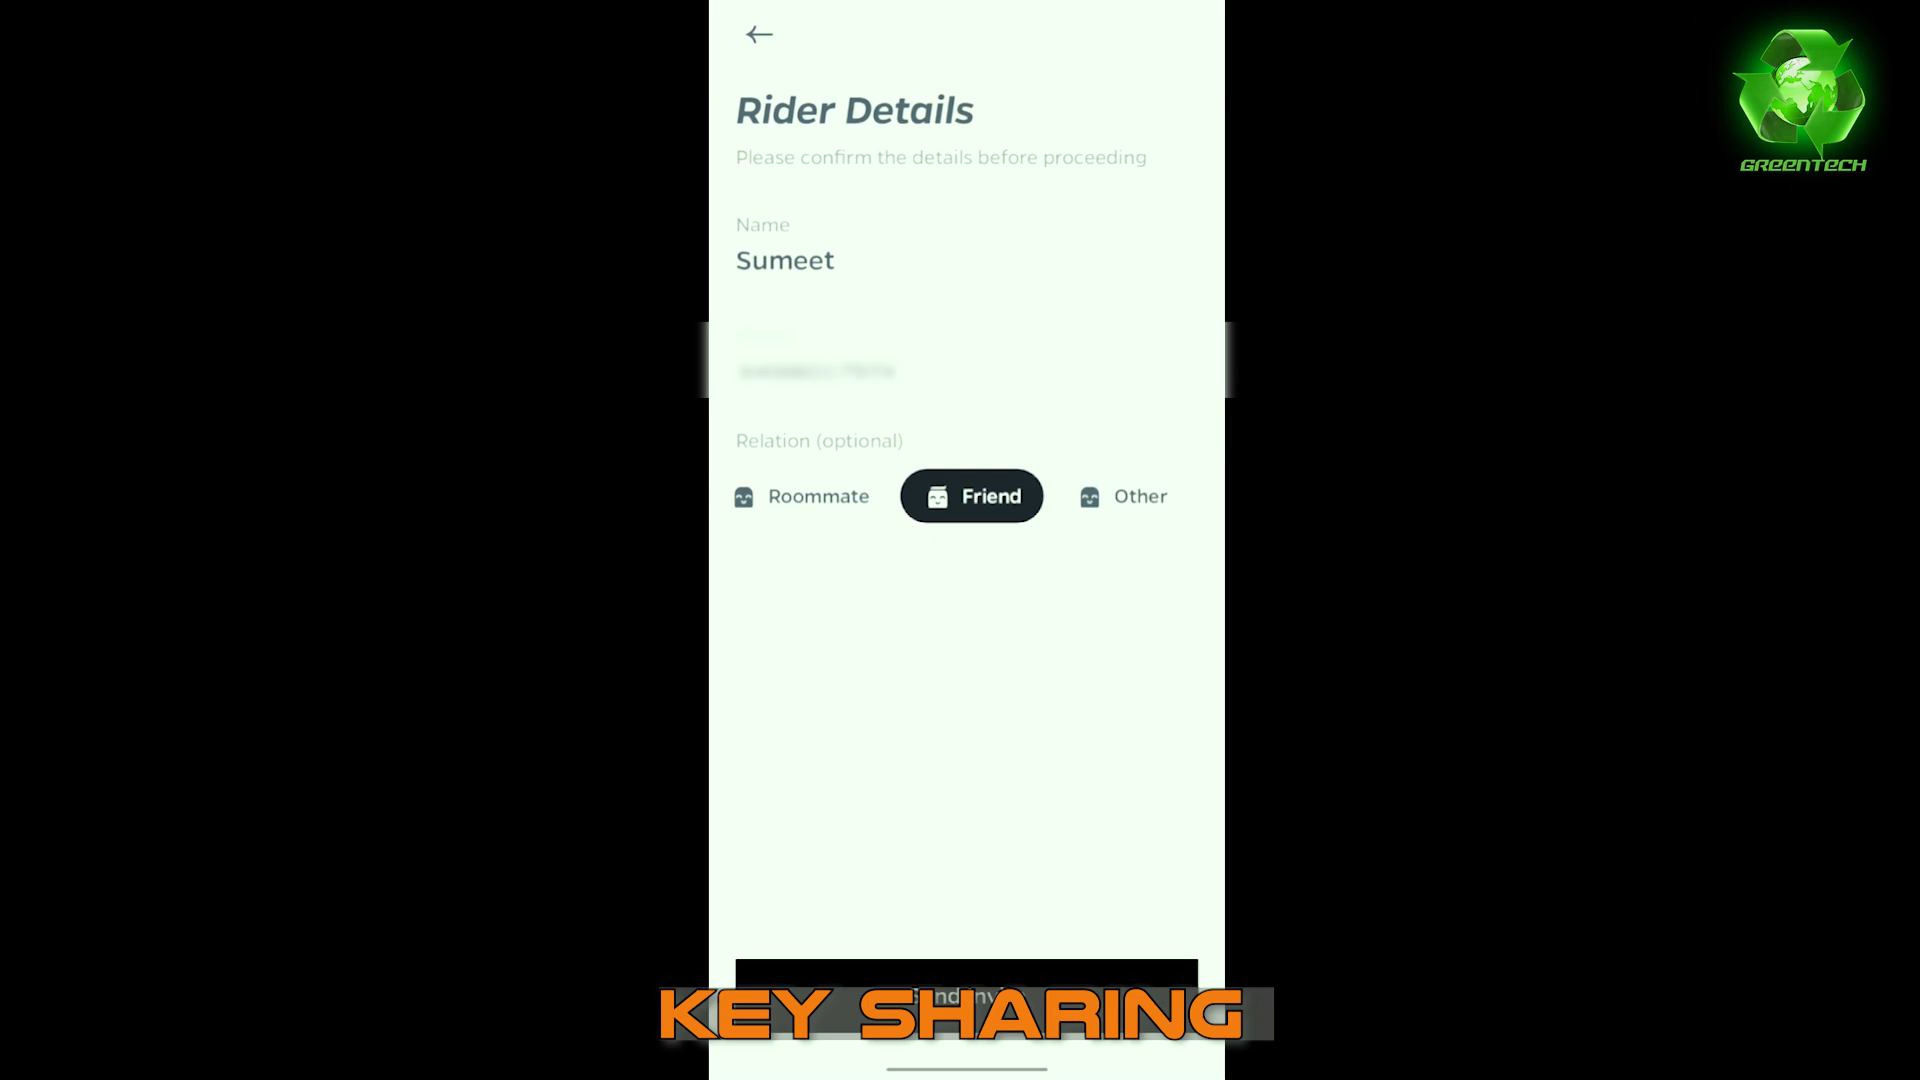 GREENTECH
Rider Details
Please confirm the details before proceeding
Name
Sumeet
Relation (optional)
Roommate
Friend
Other
KEY SHARING